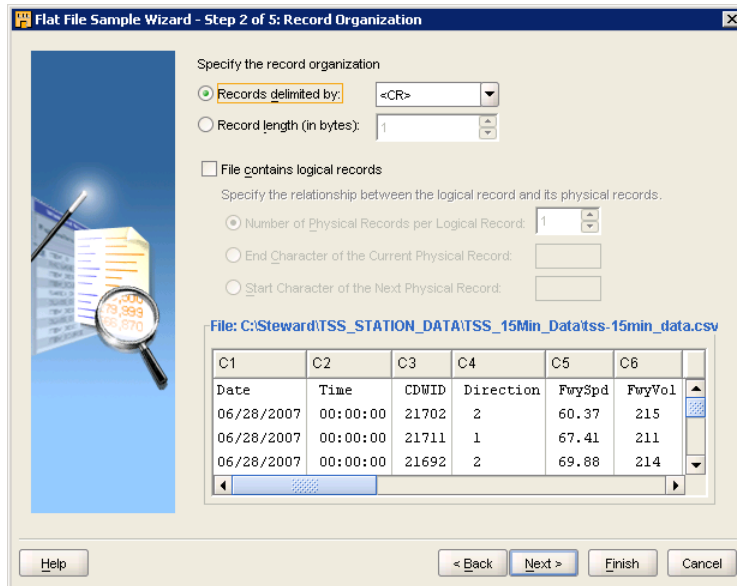 Flat File Sample Wizard - Step 2 of 5: Record Organization
Specify the record organization
Records delimited by: <CR>
Record length (in bytes): 1
File contains logical records
Specify the relationship between the logical record and its physical records.
Number of Physical Records per Logical Record: 1
End Character of the Current Physical Record:
Start Character of the Next Physical Record:
File: C:\Steward\TSS_STATION_DATA\TSS_15Min_Data\tss-15min_data.csv
C1 C2 C3 C4 C5 C6
Date Time CDWID Direction FwySpd FwyVol
06/28/2007 00:00:00 21702 2 60.37 215
06/28/2007 00:00:00 21711 1 67.41 211
06/28/2007 00:00:00 21692 2 69.88 214
Help < Back Next > Finish Cancel